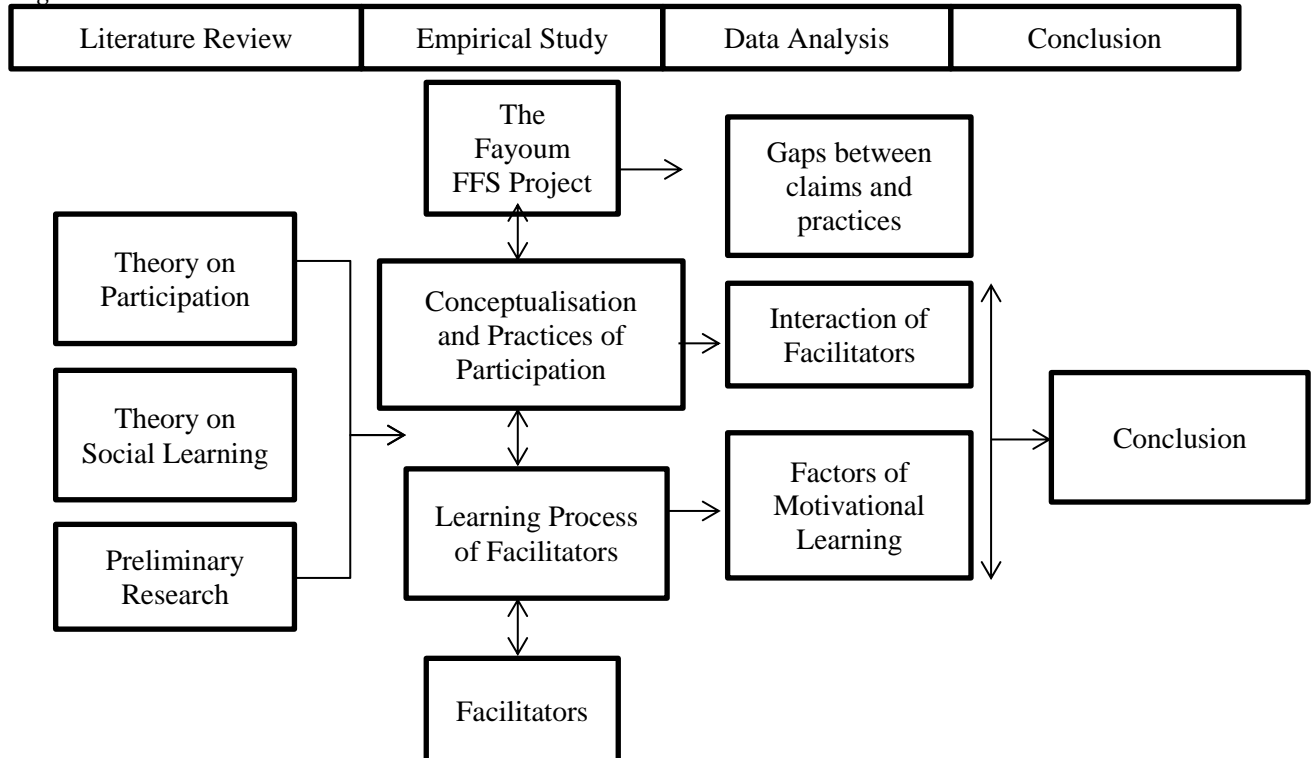 Literature Review
Empirical Study
Data Analysis
Conclusion
The
Fayoum
FFS Project
Gaps between
claims and
practices
Theory on
Participation
Conceptualisation
and Practices of
Participation
Interaction of
Facilitators
Theory on
Social Learning
Learning Process
of Facilitators
Factors of
Motivational
Learning
Conclusion
Preliminary
Research
Facilitators